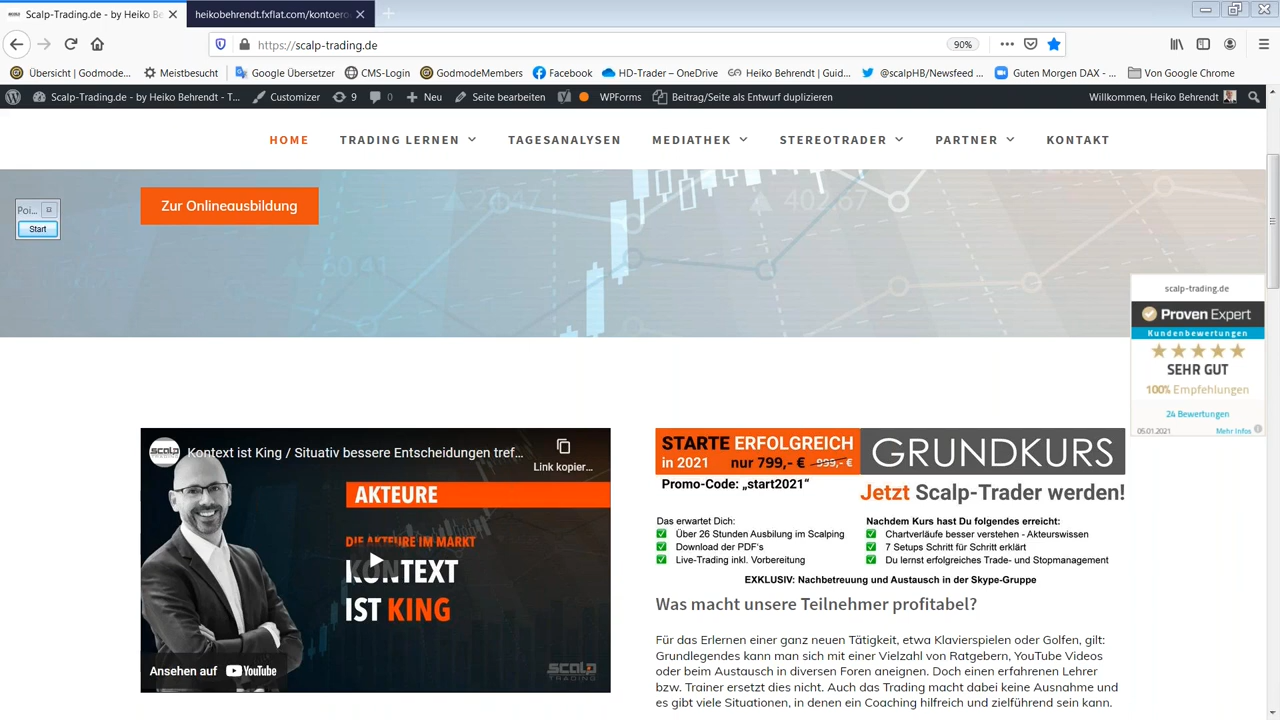 Scalp-Trading.de - by Heiko Be
heikobehrendt.fxflat.com/kontoero
https://scalp-trading.de
90%
Übersicht | Godmode...
Meistbesucht
Google Übersetzer
CMS-Login
GodmodeMembers
Facebook
HD-Trader – OneDrive
Heiko Behrendt | Guid...
@scalpHB/Newsfeed ...
Guten Morgen DAX - ...
Von Google Chrome
Scalp-Trading.de - by Heiko Behrendt - T...
Customizer
9
0
Neu
Seite bearbeiten
WPForms
Beitrag/Seite als Entwurf duplizieren
Willkommen, Heiko Behrendt
HOME
TRADING LERNEN
TAGESANALYSEN
MEDIATHEK
STEREOTRADER
PARTNER
KONTAKT
Zur Onlineausbildung
402.67
Poi...
Start
scalp-trading.de
Proven Expert
Kundenbewertungen
SEHR GUT
100% Empfehlungen
24 Bewertungen
05.01.2021
Mehr Infos
SCALP
TRADING
Kontext ist King / Situativ bessere Entscheidungen tref...
Link kopier...
AKTEURE
DIE AKTEURE IM MARKT
KONTEXT
IST KING
Ansehen auf YouTube
SCALP
TRADING
STARTE ERFOLGREICH
in 2021 nur 799,- € 999,- €
GRUNDKURS
Promo-Code: „start2021“
Jetzt Scalp-Trader werden!
Das erwartet Dich:
Über 26 Stunden Ausbilung im Scalping
Download der PDF's
Live-Trading inkl. Vorbereitung
Nachdem Kurs hast Du folgendes erreicht:
Chartverläufe besser verstehen - Akteurswissen
7 Setups Schritt für Schritt erklärt
Du lernst erfolgreiches Trade- und Stopmanagement
EXKLUSIV: Nachbetreuung und Austausch in der Skype-Gruppe
Was macht unsere Teilnehmer profitabel?
Für das Erlernen einer ganz neuen Tätigkeit, etwa Klavierspielen oder Golfen, gilt:
Grundlegendes kann man sich mit einer Vielzahl von Ratgebern, YouTube Videos
oder beim Austausch in diversen Foren aneignen. Doch einen erfahrenen Lehrer
bzw. Trainer ersetzt dies nicht. Auch das Trading macht dabei keine Ausnahme und
es gibt viele Situationen, in denen ein Coaching hilfreich und zielführend sein kann.